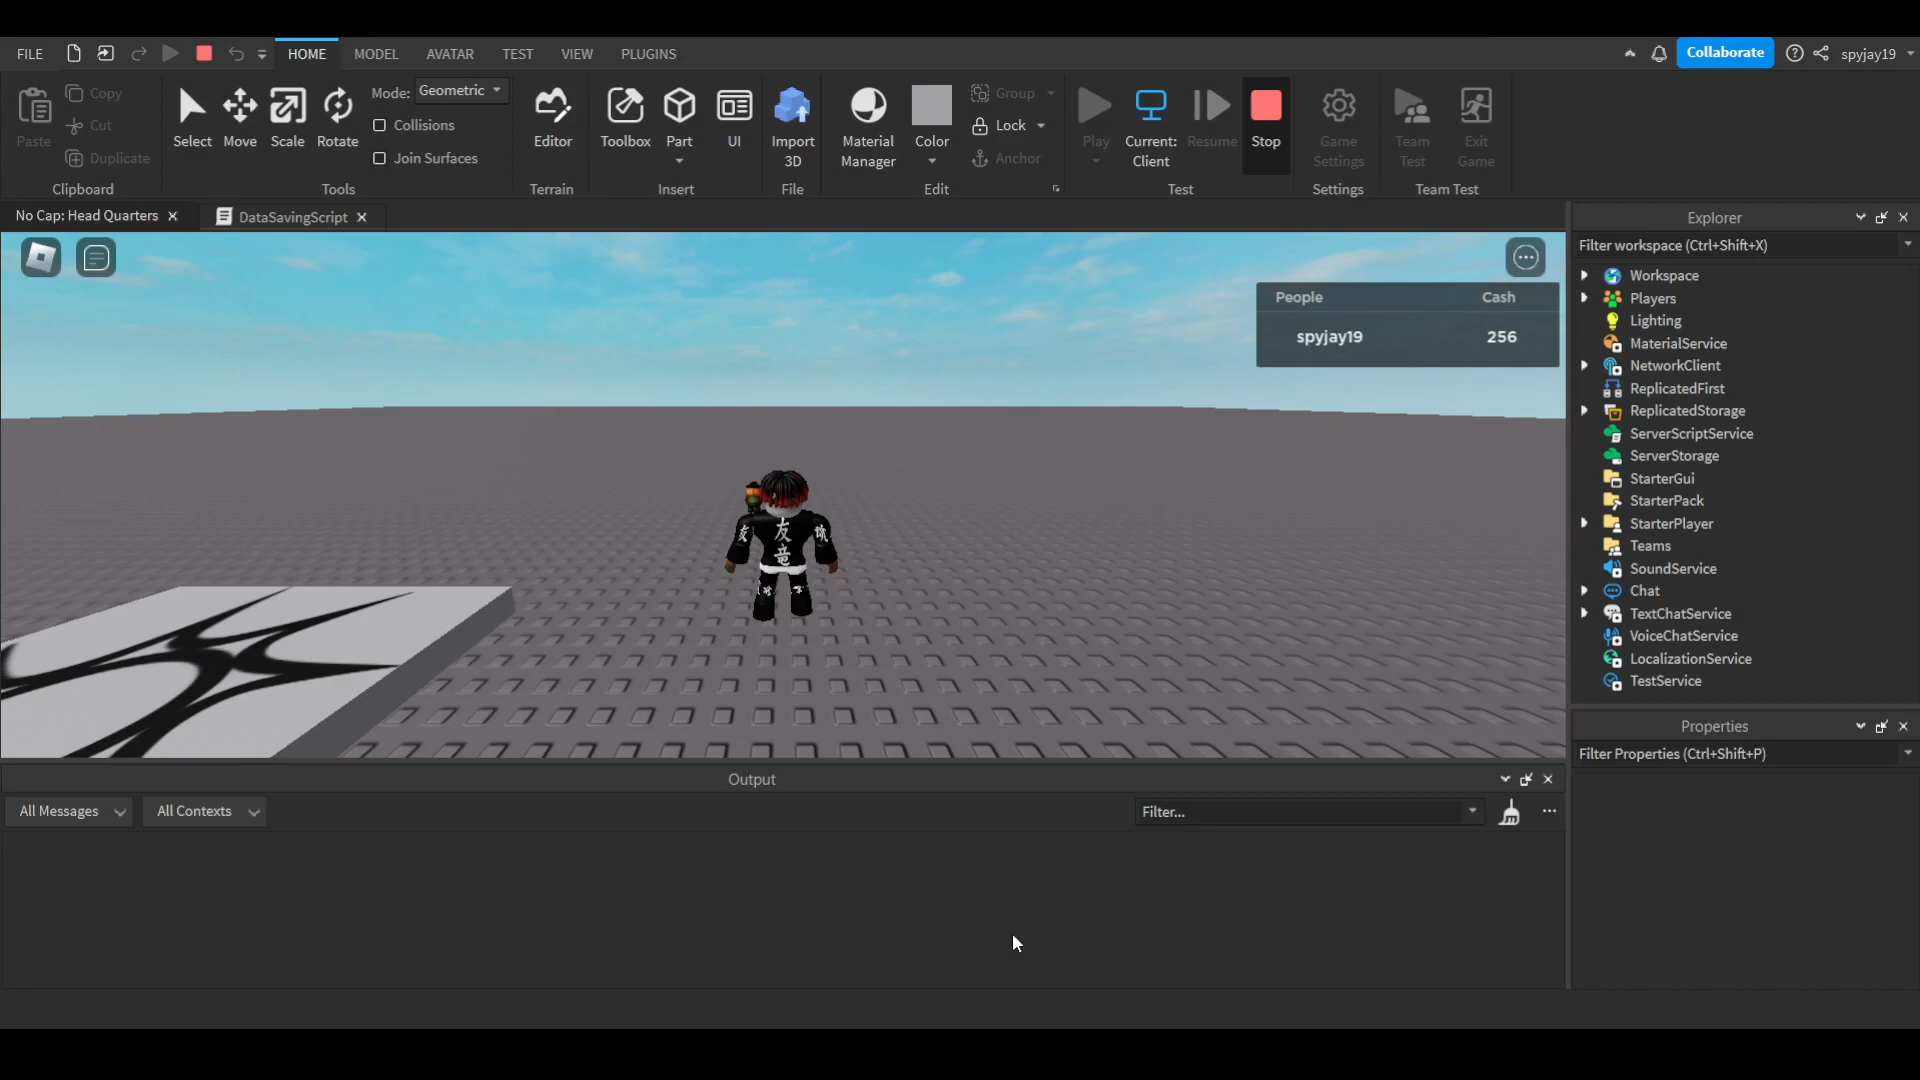 FILE HOME MODEL AVATAR TEST VIEW PLUGINS Collaborate spyjay19
Paste Copy Cut Duplicate
Clipboard
Select Move Scale Rotate
Mode: Geometric
Collisions
Join Surfaces
Tools
Editor
Terrain
Toolbox Part UI
Insert
Import
3D
File
Material
Manager
Color
Group
Lock
Anchor
Edit
Play
Current:
Client
Resume Stop
Test
Game
Settings
Settings
Team
Test
Exit
Game
Team Test
No Cap: Head Quarters DataSavingScript
People Cash
spyjay19 256
友
竜
Output
All Messages All Contexts Filter...
Explorer
Filter workspace (Ctrl+Shift+X)
Workspace
Players
Lighting
MaterialService
NetworkClient
ReplicatedFirst
ReplicatedStorage
ServerScriptService
ServerStorage
StarterGui
StarterPack
StarterPlayer
Teams
SoundService
Chat
TextChatService
VoiceChatService
LocalizationService
TestService
Properties
Filter Properties (Ctrl+Shift+P)